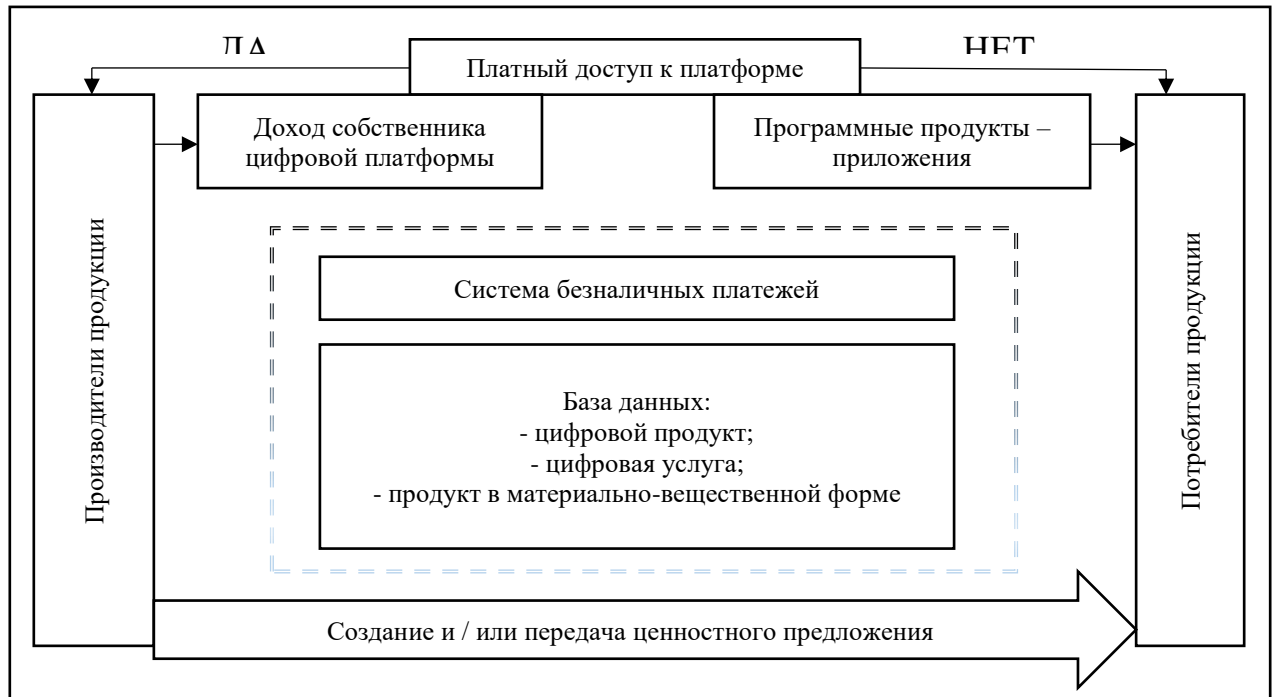 ДА
НЕТ
Платный доступ к платформе
Доход собственника
цифровой платформы
Программные продукты –
приложения
Производители продукции
Система безналичных платежей
База данных:
- цифровой продукт;
- цифровая услуга;
- продукт в материально-вещественной форме
Потребители продукции
Создание и / или передача ценностного предложения